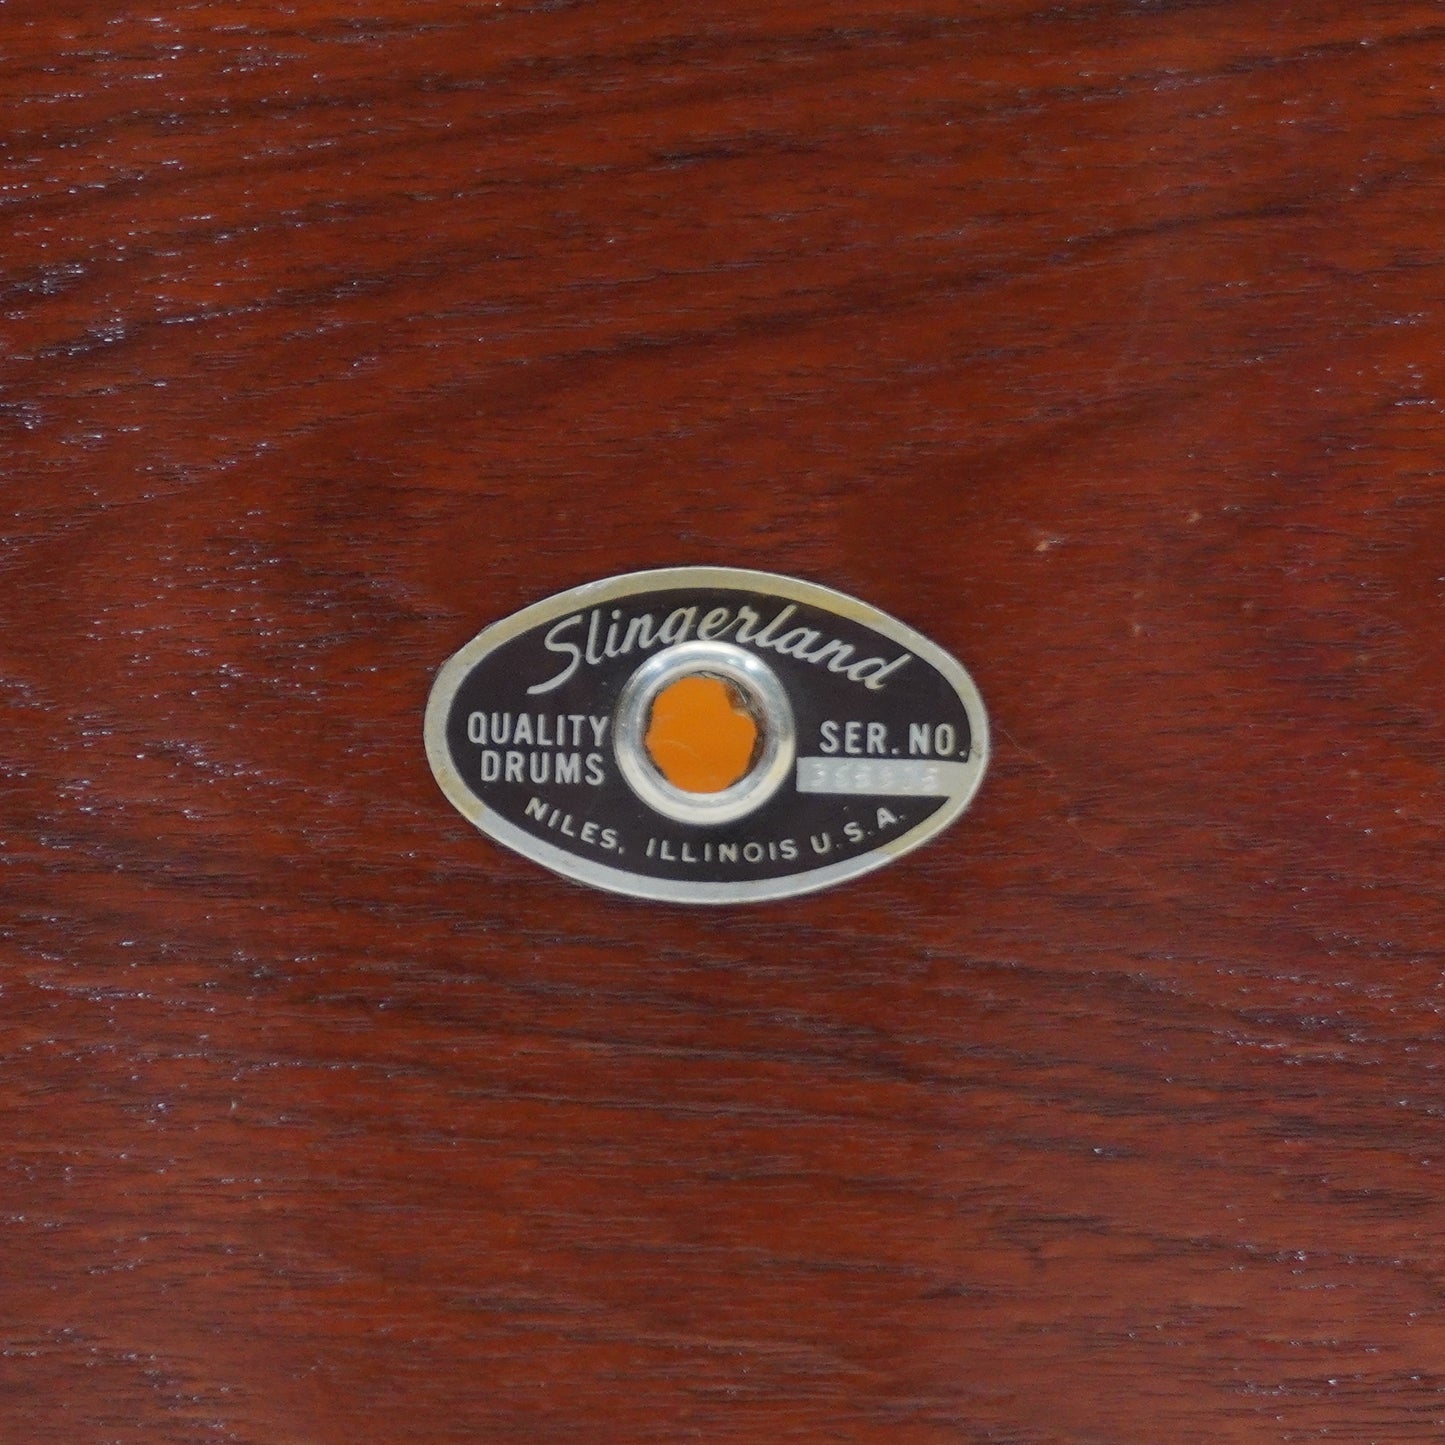 Slingerland
QUALITY
DRUMS
SER. NO.
NILES, ILLINOIS U.S.A.